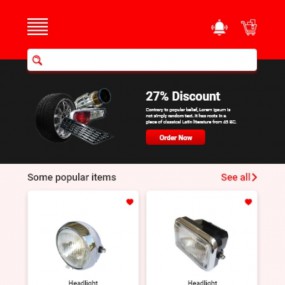 27% Discount
Contrary to popular belief, Lorem Ipsum is
not simply random text. It has roots in a
piece of classical Latin literature from 45 BC.
Order Now
Some popular items
See all
Headlight
Headlight